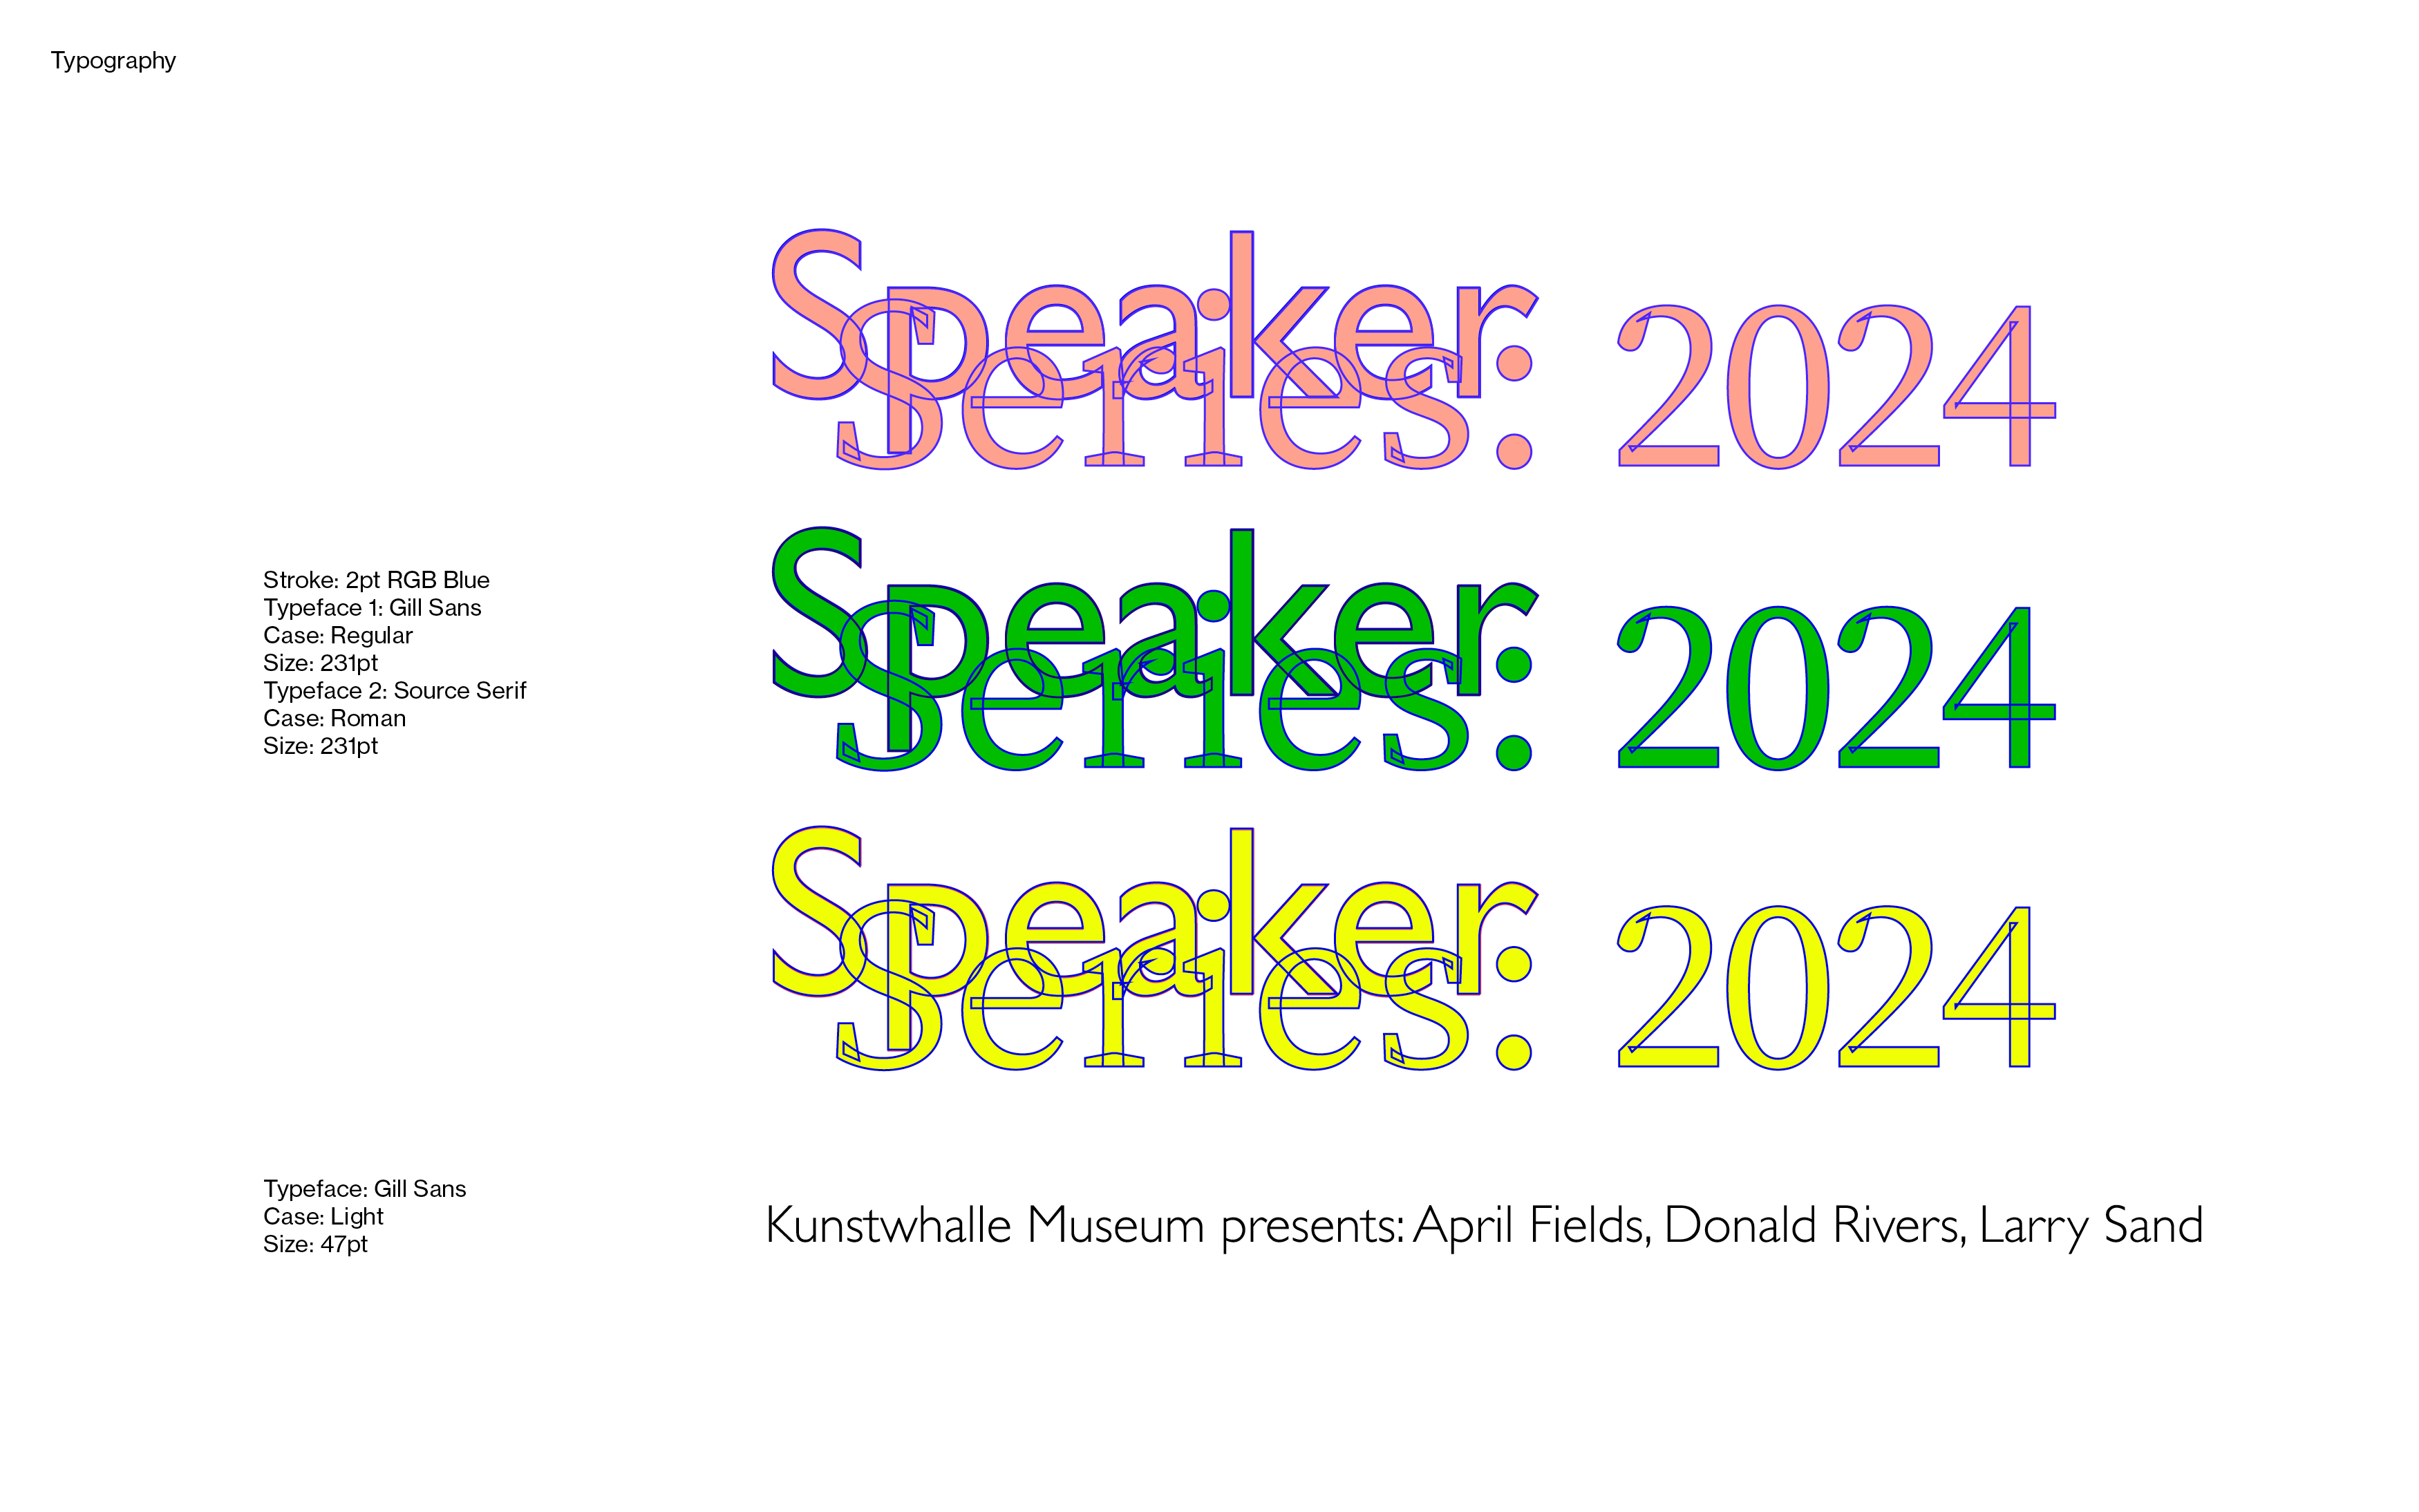 Typography
Speaker
Series: 2024
Stroke: 2pt RGB Blue
Typeface 1: Gill Sans
Case: Regular
Size: 231pt
Typeface 2: Source Serif
Case: Roman
Size: 231pt
Speaker
Series: 2024
Speaker
Series: 2024
Typeface: Gill Sans
Case: Light
Size: 47pt
Kunstwhalle Museum presents: April Fields, Donald Rivers, Larry Sand